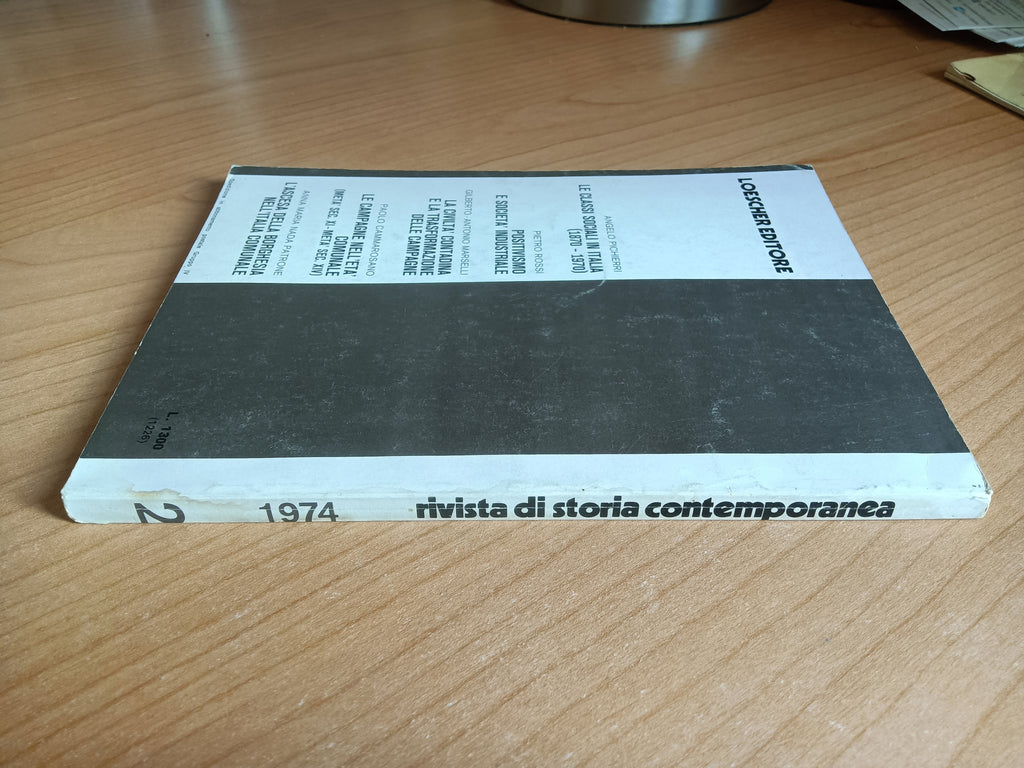 LOESCHER EDITORE
ANGELO PICHIERRI
LE CLASSI SOCIALI IN ITALIA
(1870 - 1970)
PIETRO ROSSI
POSITIVISMO
E SOCIETÀ INDUSTRIALE
GILBERTO ANTONIO MARSELLI
LA CIVILTÀ CONTADINA
E LA TRASFORMAZIONE
DELLE CAMPAGNE
PAOLO CAMMAROSANO
LE CAMPAGNE NELL'ETÀ
COMUNALE
(METÀ SEC. XI - METÀ SEC. XIV)
ANNA MARIA NADA PATRONE
L'ASCESA DELLA BORGHESIA
NELL'ITALIA COMUNALE
L. 1300
(1226)
2 1974 rivista di storia contemporanea